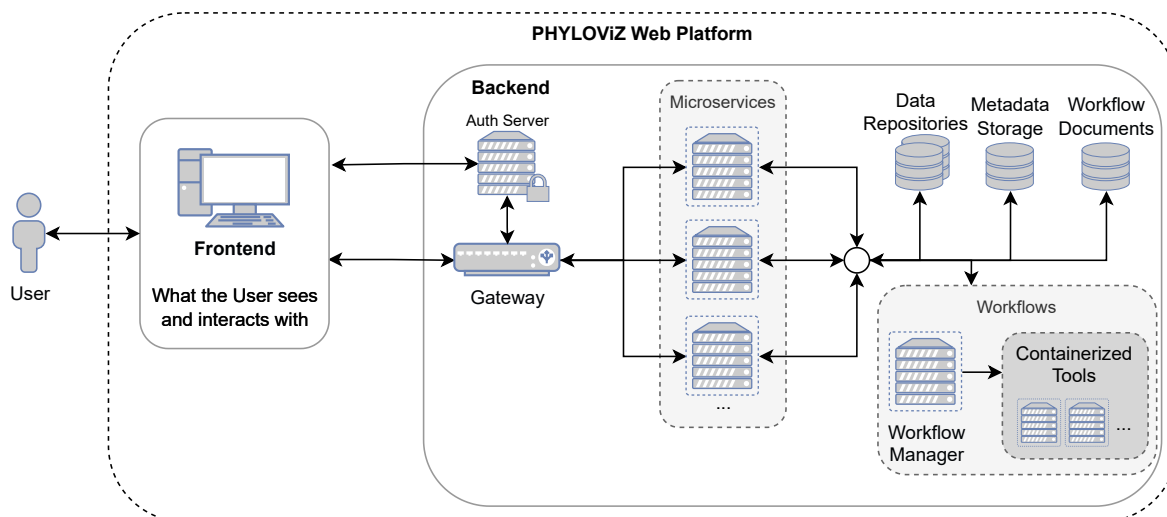 PHYLOViZ Web Platform
Backend
Auth Server
Microservices
Data
Repositories
Metadata
Storage
Workflow
Documents
Frontend
What the User sees
and interacts with
User
Gateway
...
Workflows
Workflow
Manager
Containerized
Tools
...